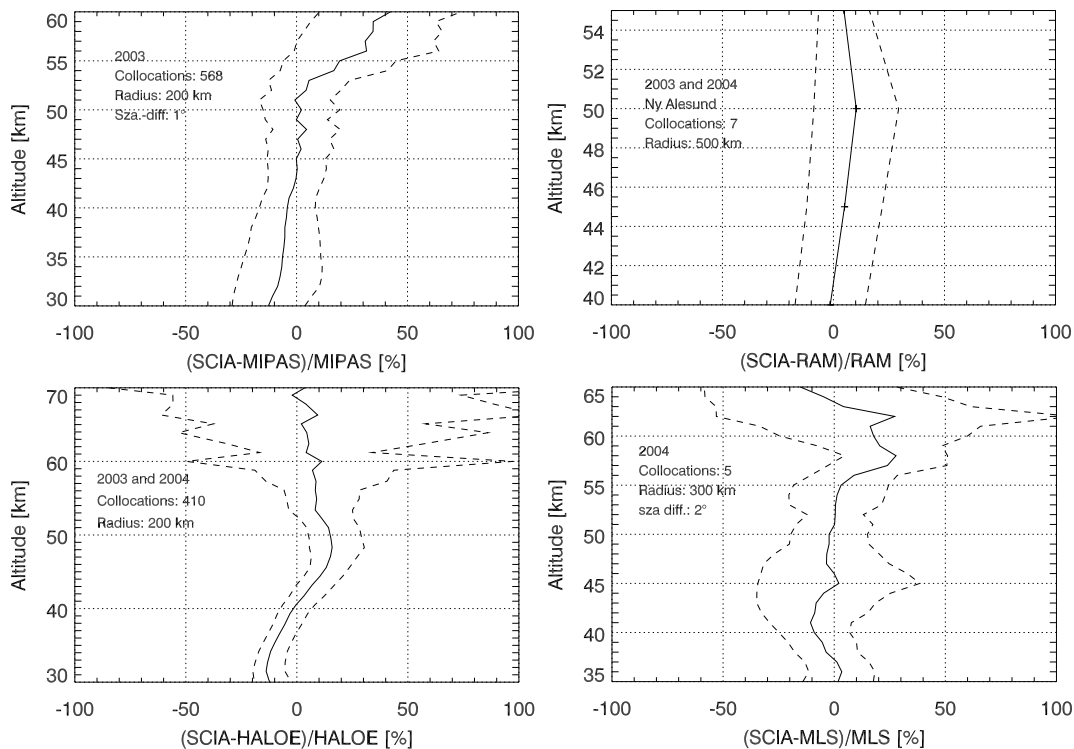 60
55
50
45
40
35
30
Altitude [km]
2003
Collocations: 568
Radius: 200 km
Sza.-diff: 1°
-100 -50 0 50 100
(SCIA-MIPAS)/MIPAS [%]
54
52
50
48
46
44
42
40
Altitude [km]
2003 and 2004
Ny Alesund
Collocations: 7
Radius: 500 km
-100 -50 0 50 100
(SCIA-RAM)/RAM [%]
70
60
50
40
30
Altitude [km]
2003 and 2004
Collocations: 410
Radius: 200 km
-100 -50 0 50 100
(SCIA-HALOE)/HALOE [%]
65
60
55
50
45
40
35
Altitude [km]
2004
Collocations: 5
Radius: 300 km
sza diff.: 2°
-100 -50 0 50 100
(SCIA-MLS)/MLS [%]